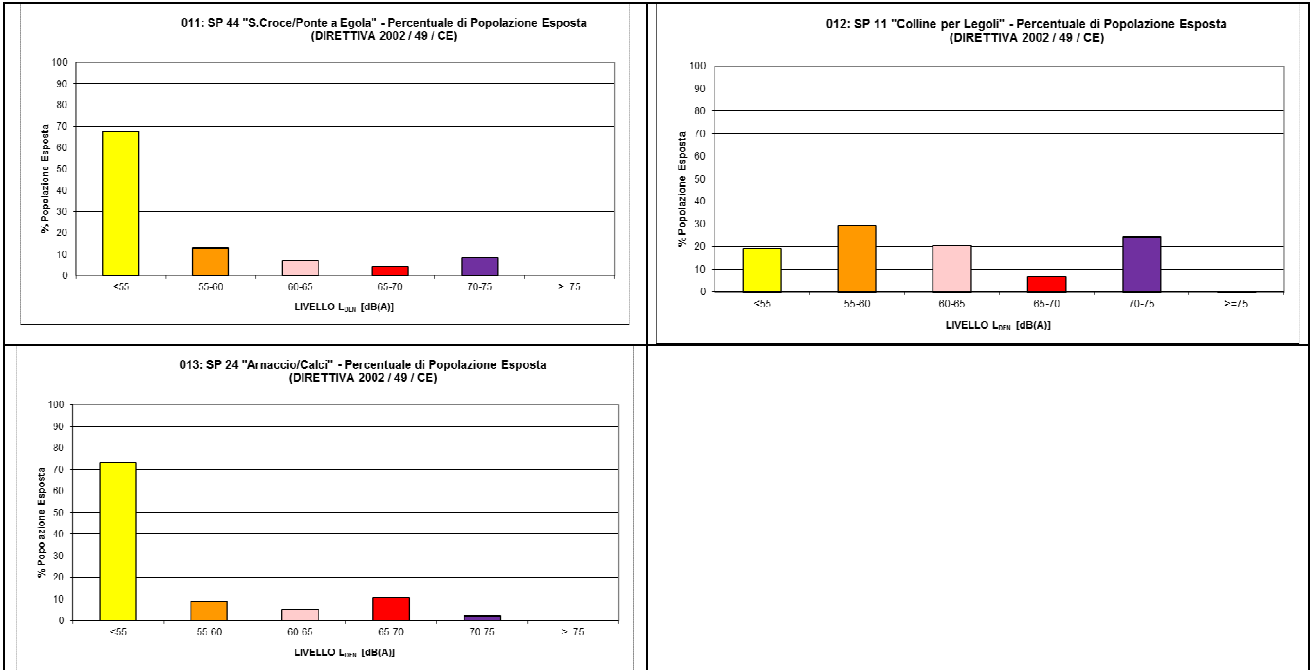 011: SP 44 "S.Croce/Ponte a Egola" - Percentuale di Popolazione Esposta
(DIRETTIVA 2002 / 49 / CE)
% Popolazione Esposta
100
90
80
70
60
50
40
30
20
10
0
<55 55-60 60-65 65-70 70-75 > 75
LIVELLO LDEN [dB(A)]
012: SP 11 "Colline per Legoli" - Percentuale di Popolazione Esposta
(DIRETTIVA 2002 / 49 / CE)
% Popolazione Esposta
100
90
80
70
60
50
40
30
20
10
0
<55 55-60 60-65 65-70 70-75 >=75
LIVELLO LDEN [dB(A)]
013: SP 24 "Arnaccio/Calci" - Percentuale di Popolazione Esposta
(DIRETTIVA 2002 / 49 / CE)
% Popolazione Esposta
100
90
80
70
60
50
40
30
20
10
0
<55 55-60 60-65 65-70 70-75 > 75
LIVELLO LDEN [dB(A)]